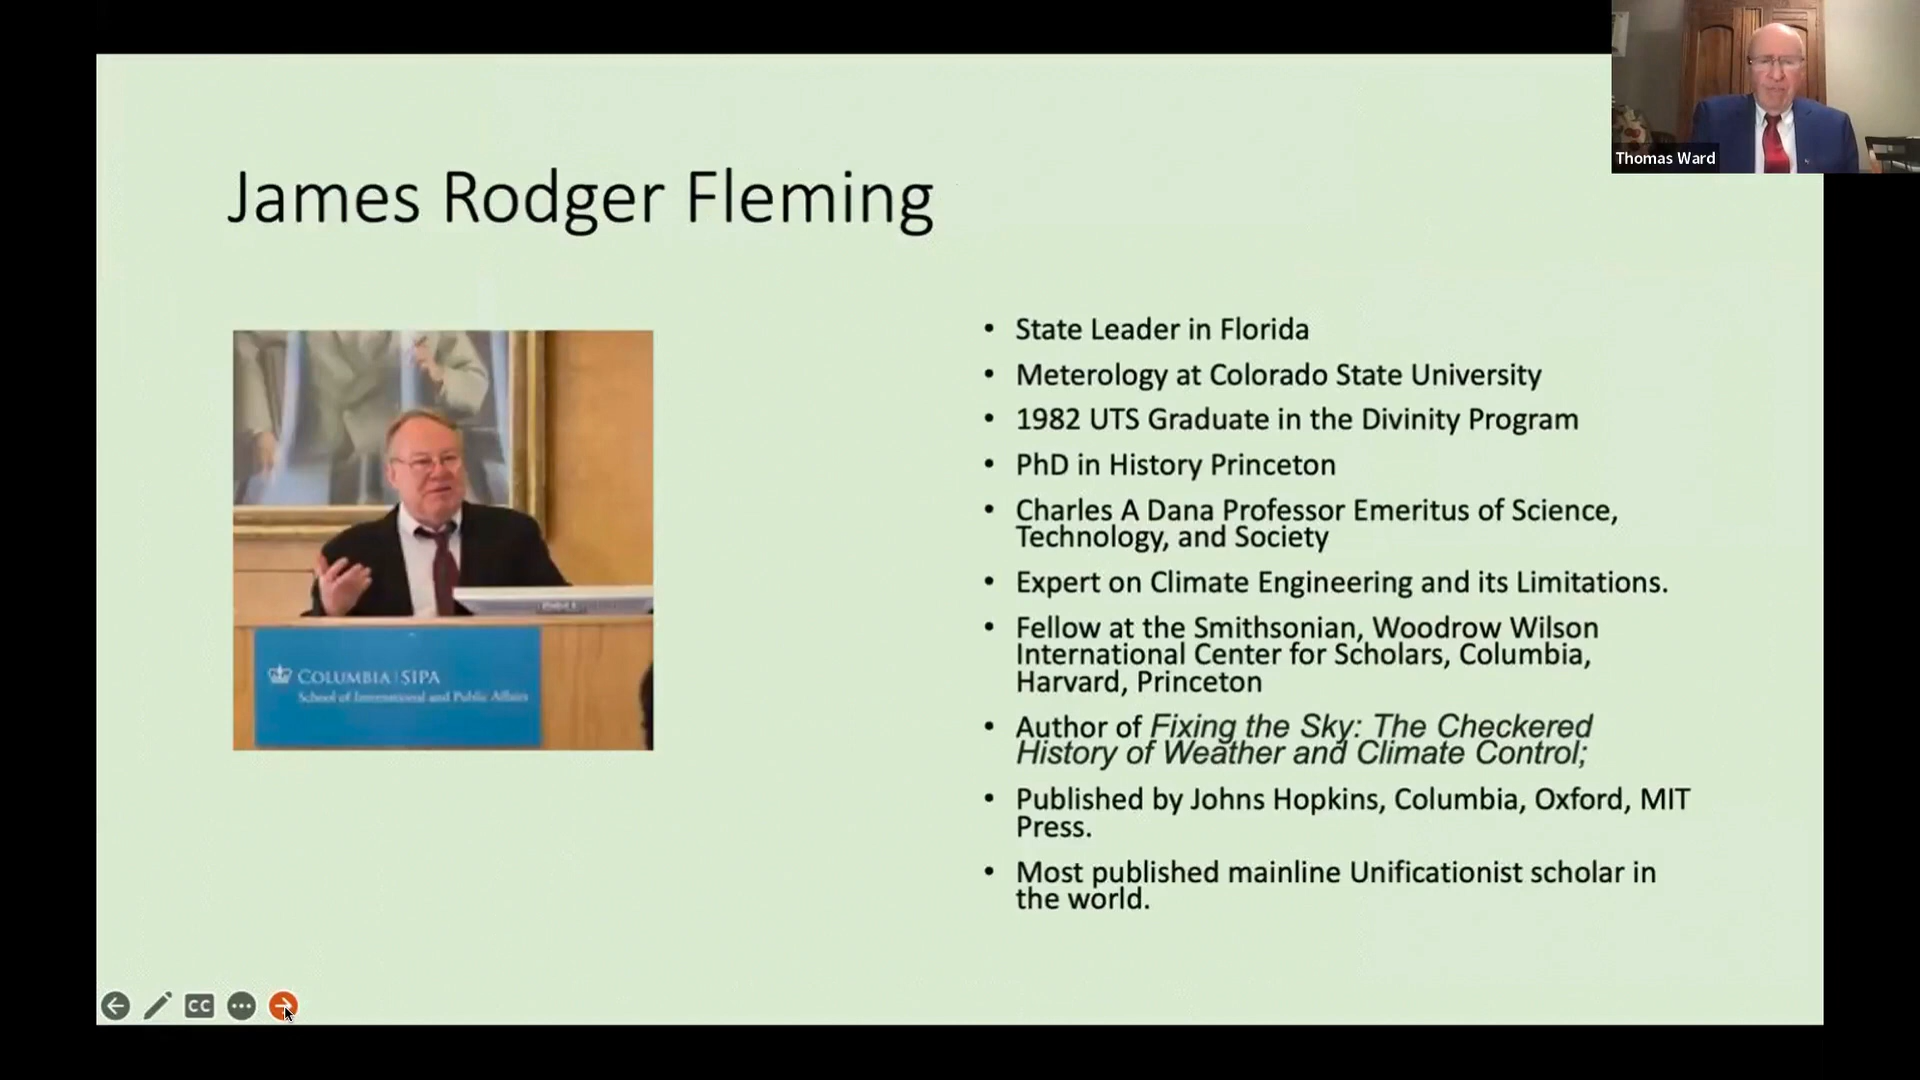 Thomas Ward
James Rodger Fleming
• State Leader in Florida
• Meterology at Colorado State University
• 1982 UTS Graduate in the Divinity Program
• PhD in History Princeton
• Charles A Dana Professor Emeritus of Science,
Technology, and Society
• Expert on Climate Engineering and its Limitations.
• Fellow at the Smithsonian, Woodrow Wilson
International Center for Scholars, Columbia,
Harvard, Princeton
• Author of Fixing the Sky: The Checkered
History of Weather and Climate Control;
• Published by Johns Hopkins, Columbia, Oxford, MIT
Press.
• Most published mainline Unificationist scholar in
the world.
COLUMBIA | SIPA
School of International and Public Affairs
CC